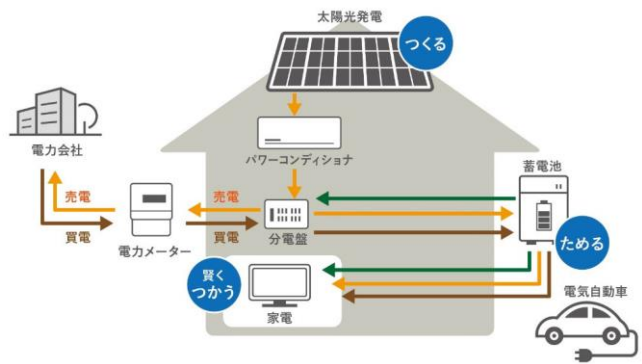 太陽光発電
つくる
電力会社
パワーコンディショナ
蓄電池
売電
売電
買電
買電
電力メーター
分電盤
ためる
賢く
つかう
家電
電気自動車